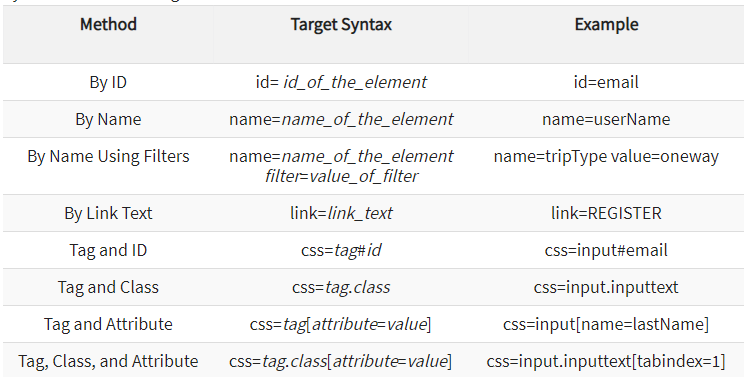 Method Target Syntax Example
By ID id= id_of_the_element id=email
By Name name=name_of_the_element name=userName
By Name Using Filters name=name_of_the_element name=tripType value=oneway
filter=value_of_filter
By Link Text link=link_text link=REGISTER
Tag and ID css=tag#id css=input#email
Tag and Class css=tag.class css=input.inputtext
Tag and Attribute css=tag[attribute=value] css=input[name=lastName]
Tag, Class, and Attribute css=tag.class[attribute=value] css=input.inputtext[tabindex=1]